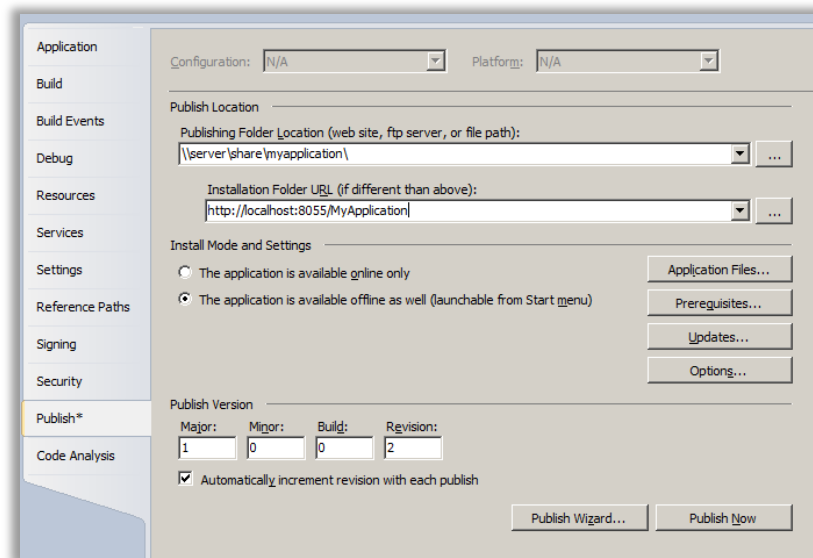 Application
Build
Build Events
Debug
Resources
Services
Settings
Reference Paths
Signing
Security
Publish*
Code Analysis
Configuration: N/A Platform: N/A
Publish Location
Publishing Folder Location (web site, ftp server, or file path):
\\server\share\myapplication\
...
Installation Folder URL (if different than above):
http://localhost:8055/MyApplication
...
Install Mode and Settings
The application is available online only
The application is available offline as well (launchable from Start menu)
Application Files...
Prerequisites...
Updates...
Options...
Publish Version
Major: Minor: Build: Revision:
1 0 0 2
Automatically increment revision with each publish
Publish Wizard... Publish Now